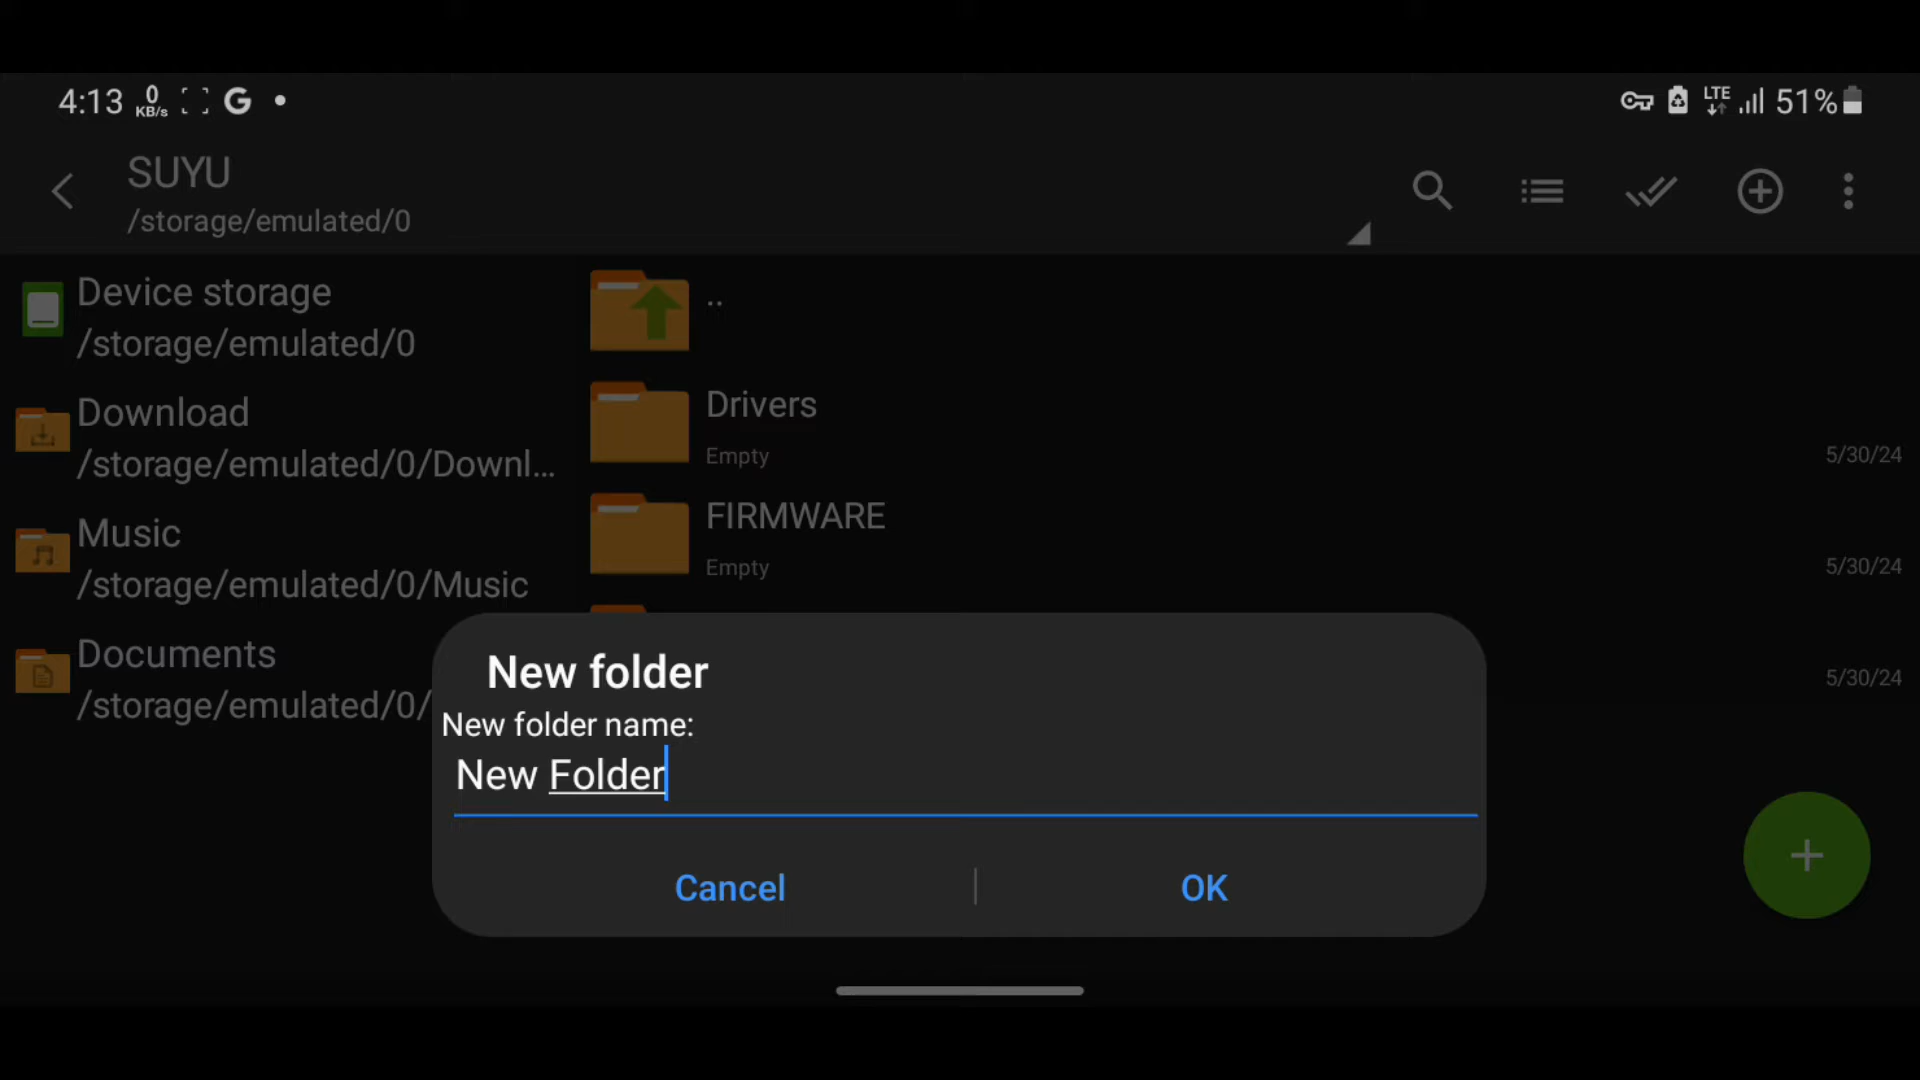 4:13 0 KB/s G LTE 51%
SUYU
/storage/emulated/0
Device storage
/storage/emulated/0
Download
/storage/emulated/0/Downl...
Music
/storage/emulated/0/Music
Documents
/storage/emulated/0/
..
Drivers
Empty
5/30/24
FIRMWARE
Empty
5/30/24
5/30/24
New folder
New folder name:
New Folder
Cancel
OK